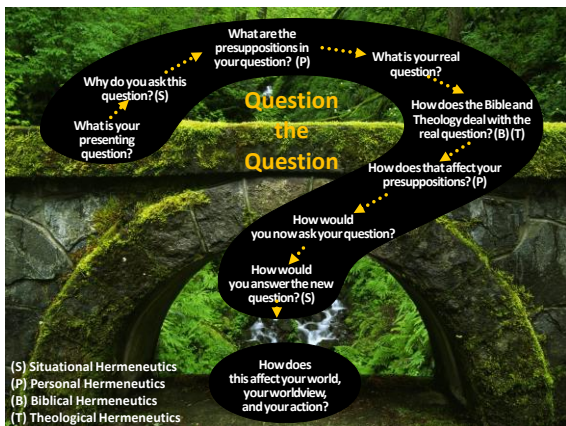 What is your
presenting
question?
Why do you ask this
question? (S)
What are the
presuppositions in
your question? (P)
What is your real
question?
How does the Bible and
Theology deal with the
real question? (B) (T)
How does that affect your
presuppositions? (P)
How would
you now ask your question?
How would
you answer the new
question? (S)
How does
this affect your world,
your worldview,
and your action?
Question
the
Question
(S) Situational Hermeneutics
(P) Personal Hermeneutics
(B) Biblical Hermeneutics
(T) Theological Hermeneutics